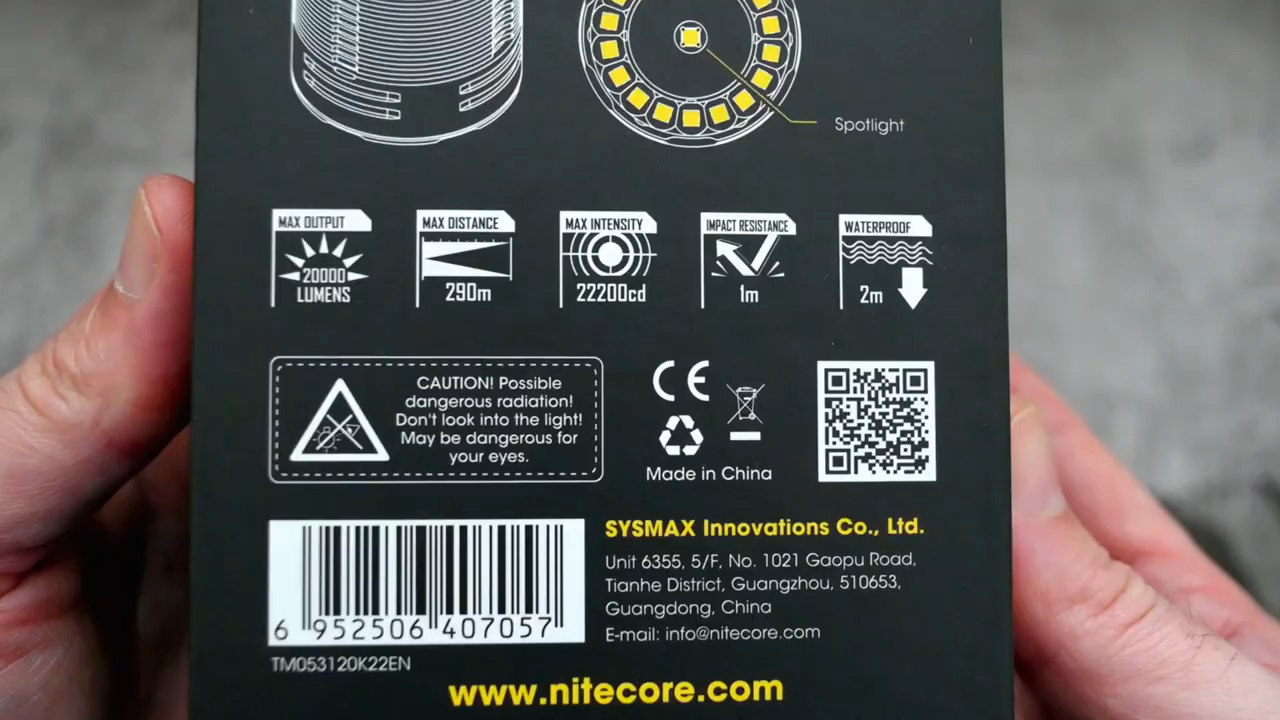 Spotlight
MAX OUTPUT
20000
LUMENS
MAX DISTANCE
290m
MAX INTENSITY
22200cd
IMPACT RESISTANCE
1m
WATERPROOF
2m
CAUTION! Possible
dangerous radiation!
Don't look into the light!
May be dangerous for
your eyes.
CE
Made in China
SYSMAX Innovations Co., Ltd.
Unit 6355, 5/F, No. 1021 Gaopu Road,
Tianhe District, Guangzhou, 510653,
Guangdong, China
E-mail: info@nitecore.com
6 952506 407057
TM053120K22EN
www.nitecore.com